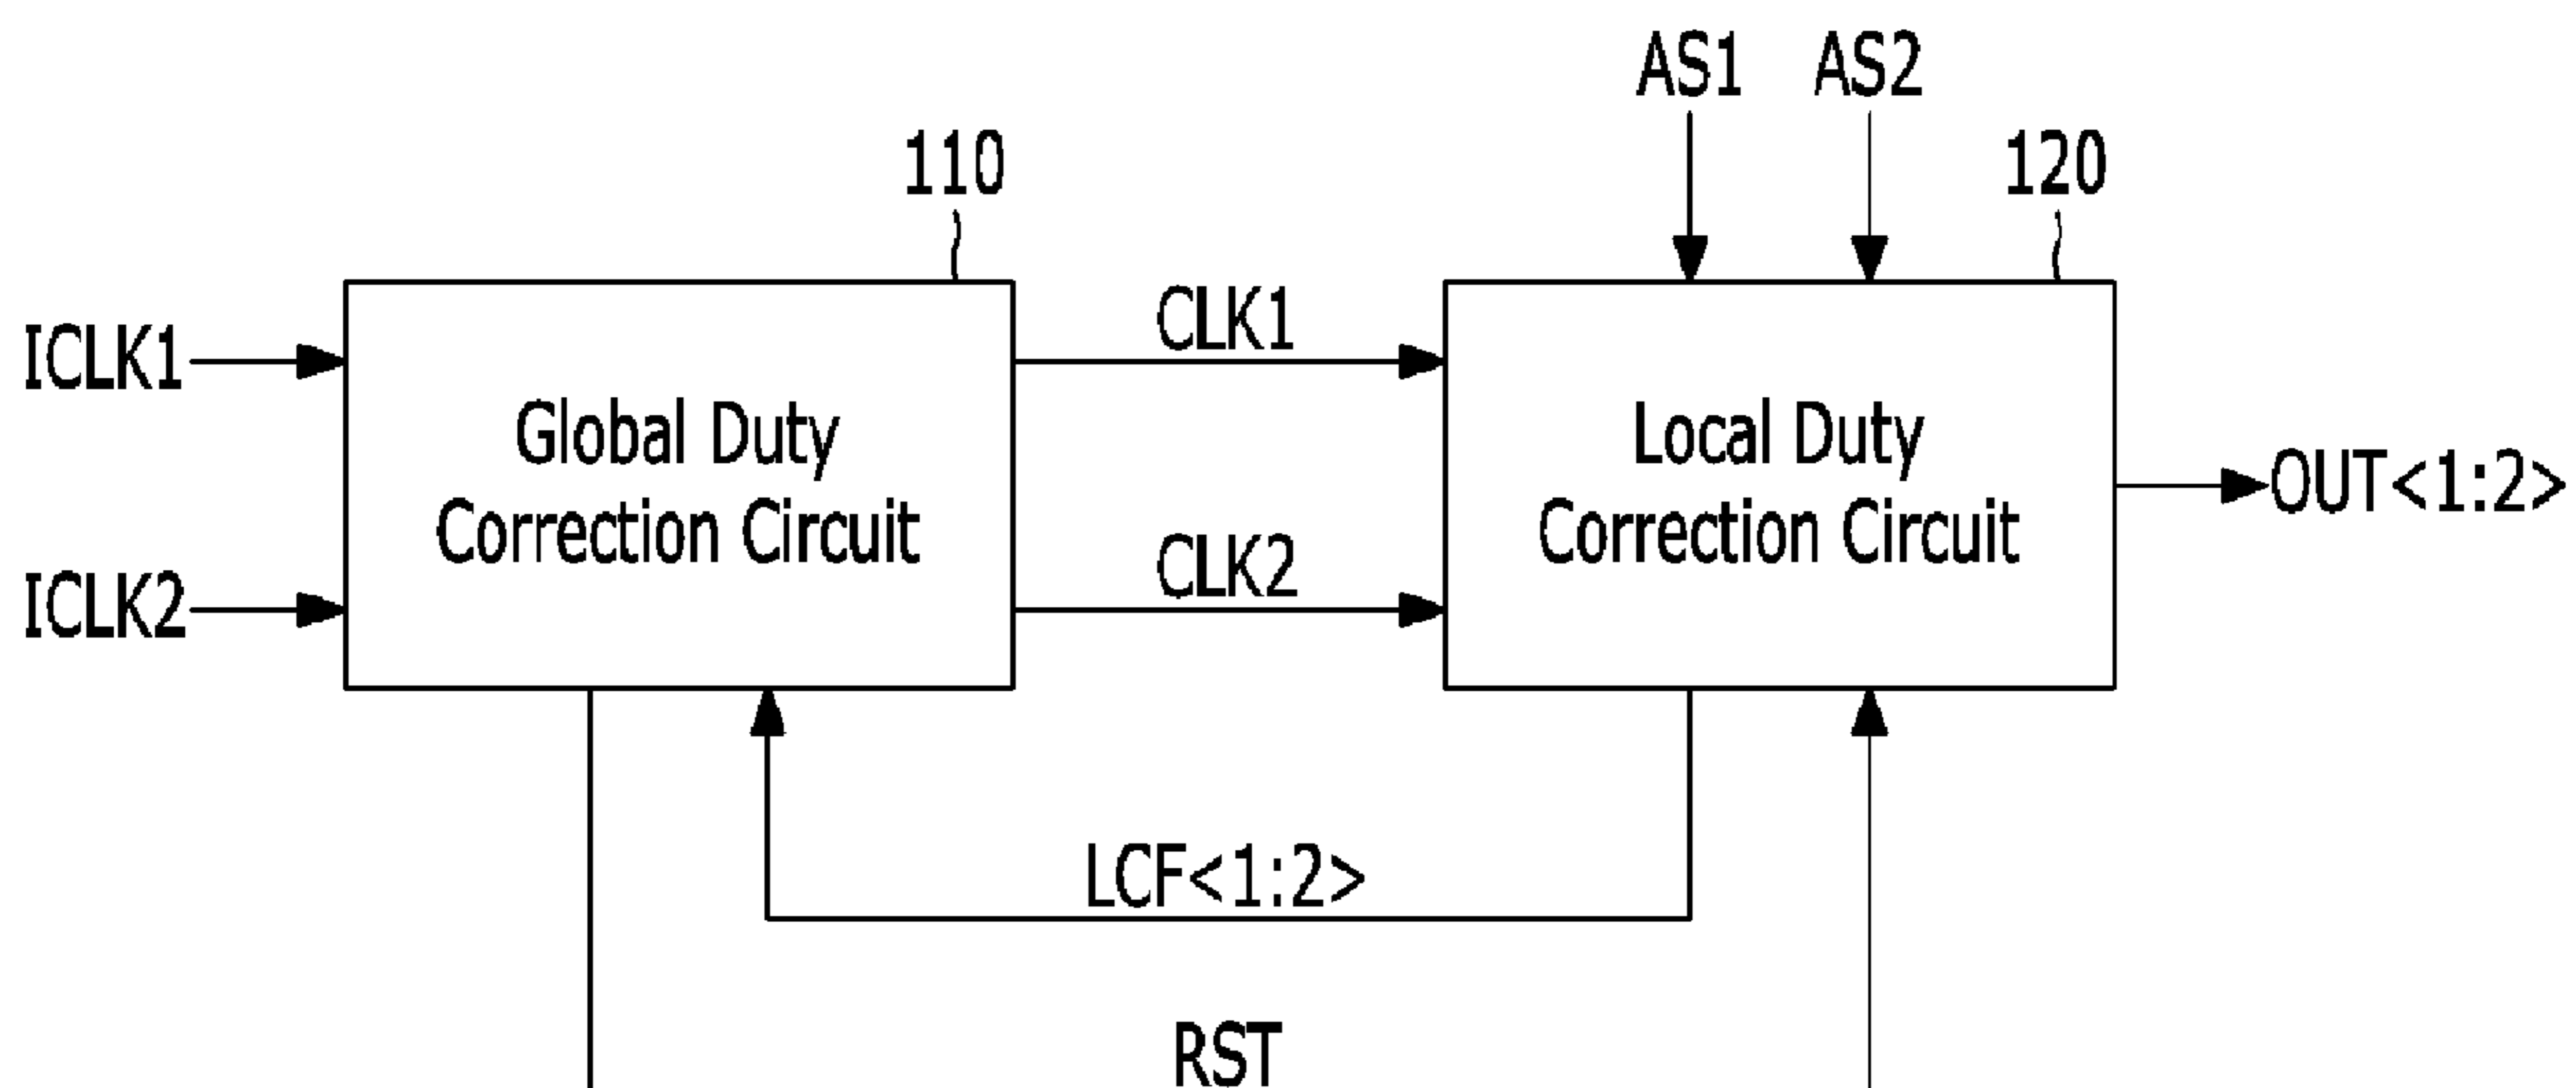 AS1 AS2
110
120
ICLK1
CLK1
Global Duty
Correction Circuit
Local Duty
Correction Circuit
OUT<1:2>
ICLK2
CLK2
LCF<1:2>
RST